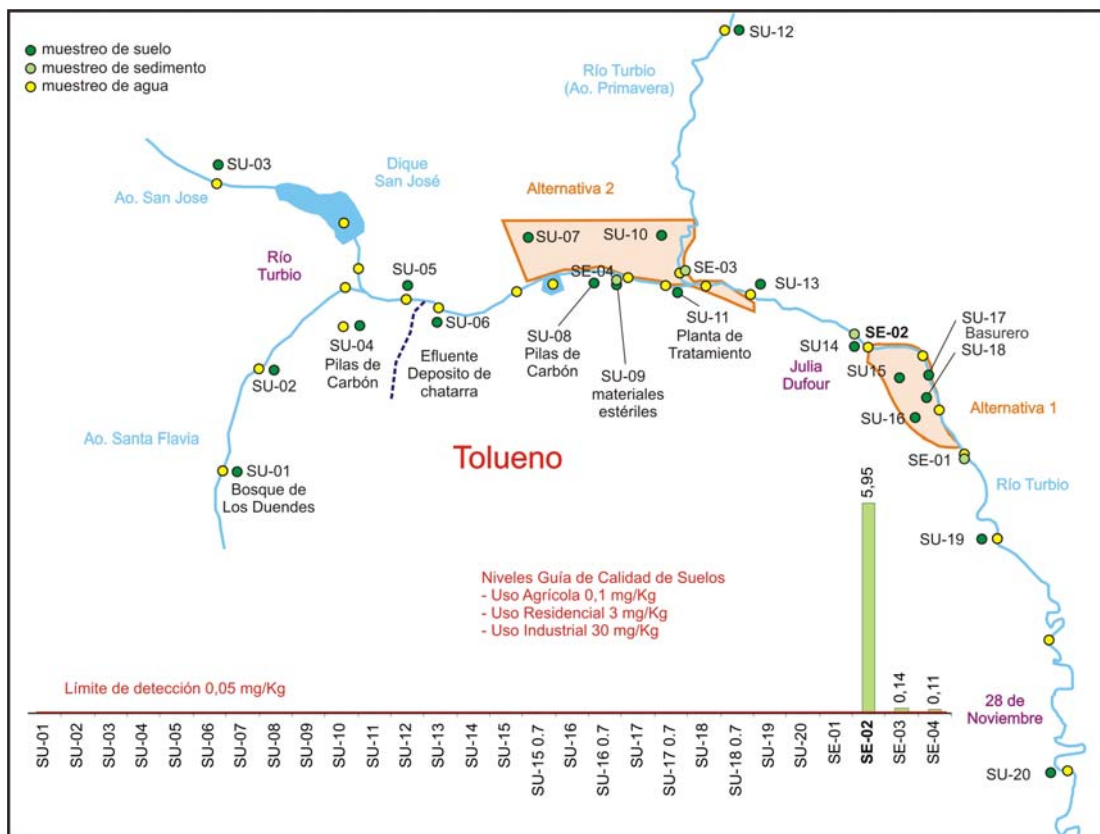 muestreo de suelo
muestreo de sedimento
muestreo de agua
SU-12
Río Turbio
(Ao. Primavera)
SU-03
Ao. San Jose
Dique
San José
Alternativa 2
Río
Turbio
SU-05
SU-07
SU-10
SE-04
SE-03
SU-13
SU-06
SU-04
Pilas de
Carbón
Efluente
Deposito de
chatarra
SU-08
Pilas de
Carbón
SU-09
materiales
estériles
SU-11
Planta de
Tratamiento
SE-02
SU14
SU-17
Basurero
SU-18
Julia
Dufour
SU15
SU-16
Alternativa 1
SU-02
Ao. Santa Flavia
SU-01
Bosque de
Los Duendes
Tolueno
SE-01
Río Turbio
SU-19
5,95
Niveles Guía de Calidad de Suelos
- Uso Agrícola 0,1 mg/Kg
- Uso Residencial 3 mg/Kg
- Uso Industrial 30 mg/Kg
Límite de detección 0,05 mg/Kg
0,14
0,11
28 de
Noviembre
SU-20
SU-01
SU-02
SU-03
SU-04
SU-05
SU-06
SU-07
SU-08
SU-09
SU-10
SU-11
SU-12
SU-13
SU-14
SU-15
SU-15 0.7
SU-16
SU-16 0.7
SU-17
SU-17 0.7
SU-18
SU-18 0.7
SU-19
SU-20
SE-01
SE-02
SE-03
SE-04